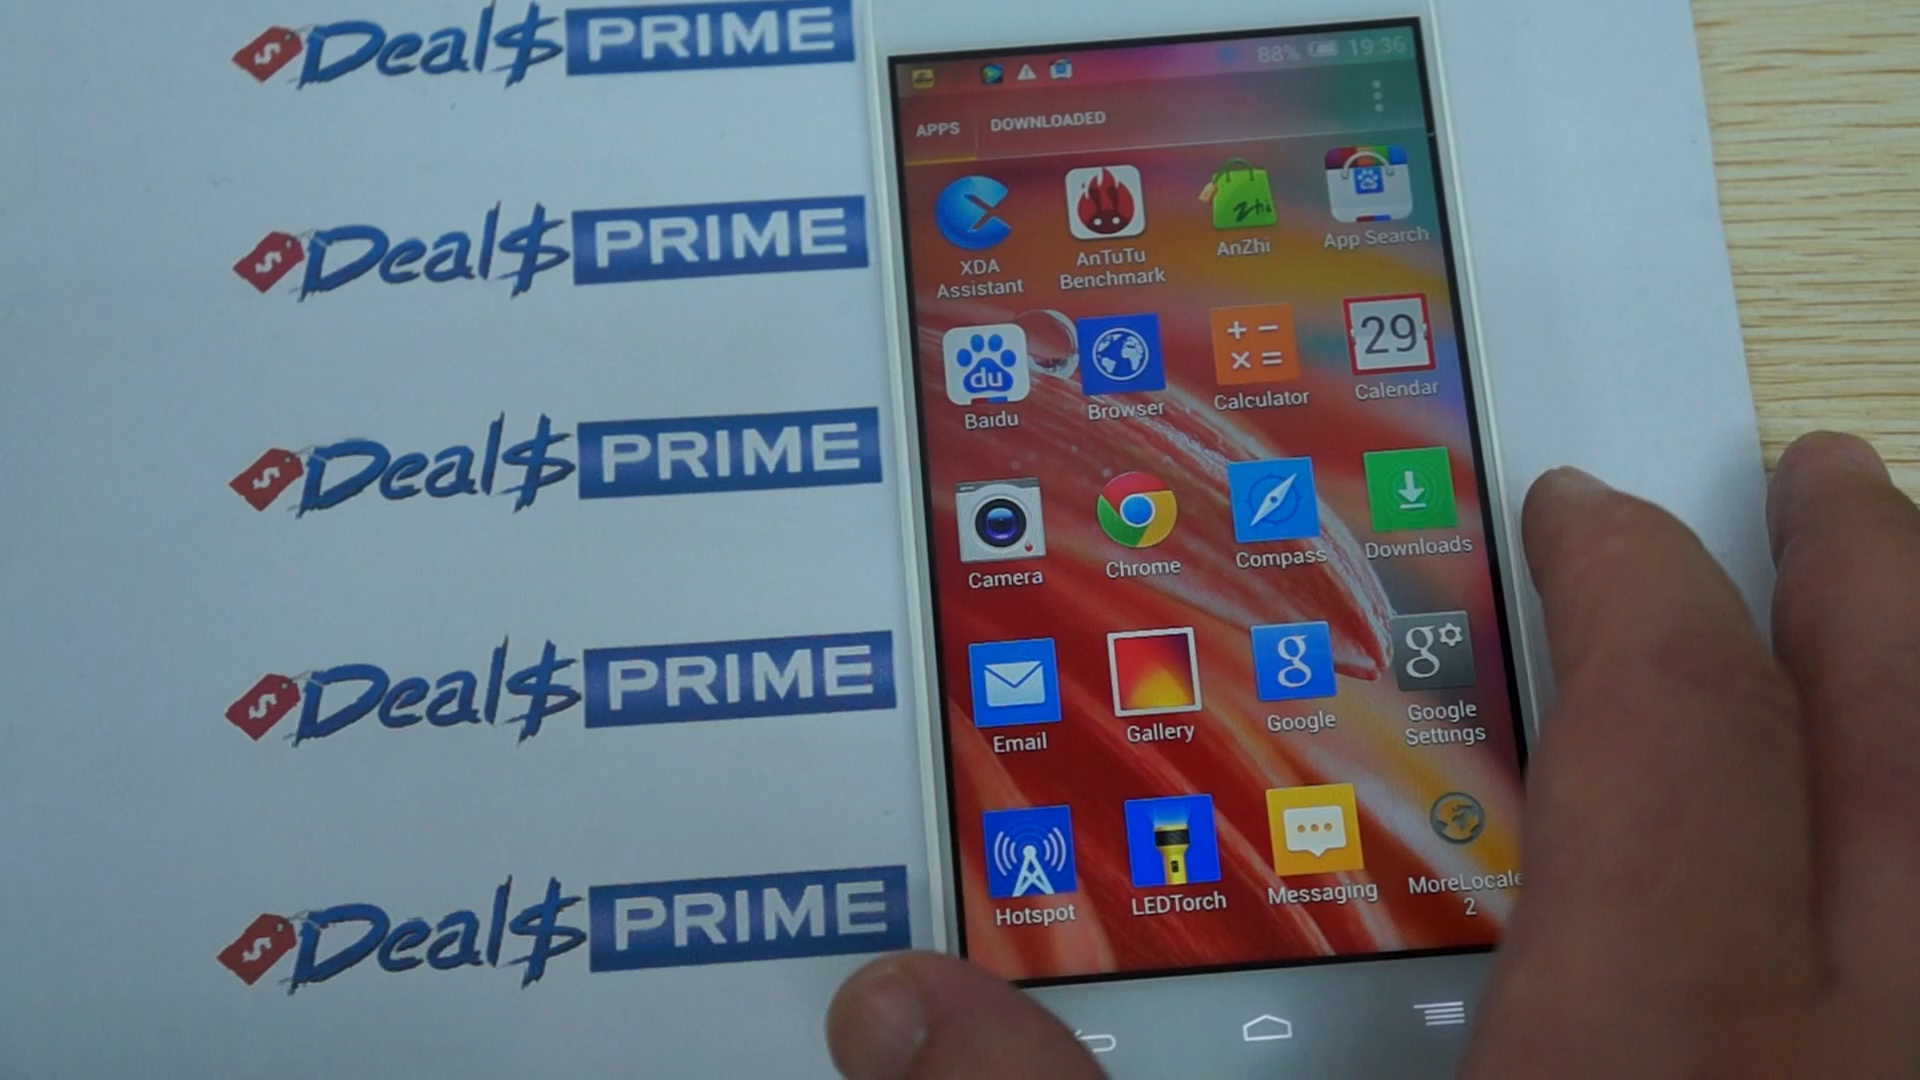 Deal$ PRIME
Deal$ PRIME
Deal$ PRIME
Deal$ PRIME
Deal$ PRIME
88% 19:36
APPS DOWNLOADED
XDA Assistant
AnTuTu Benchmark
AnZhi
App Search
du
29
Baidu
Browser
Calculator
Calendar
Camera
Chrome
Compass
Downloads
g
g
Email
Gallery
Google
Google Settings
Hotspot
LEDTorch
Messaging
MoreLocale 2